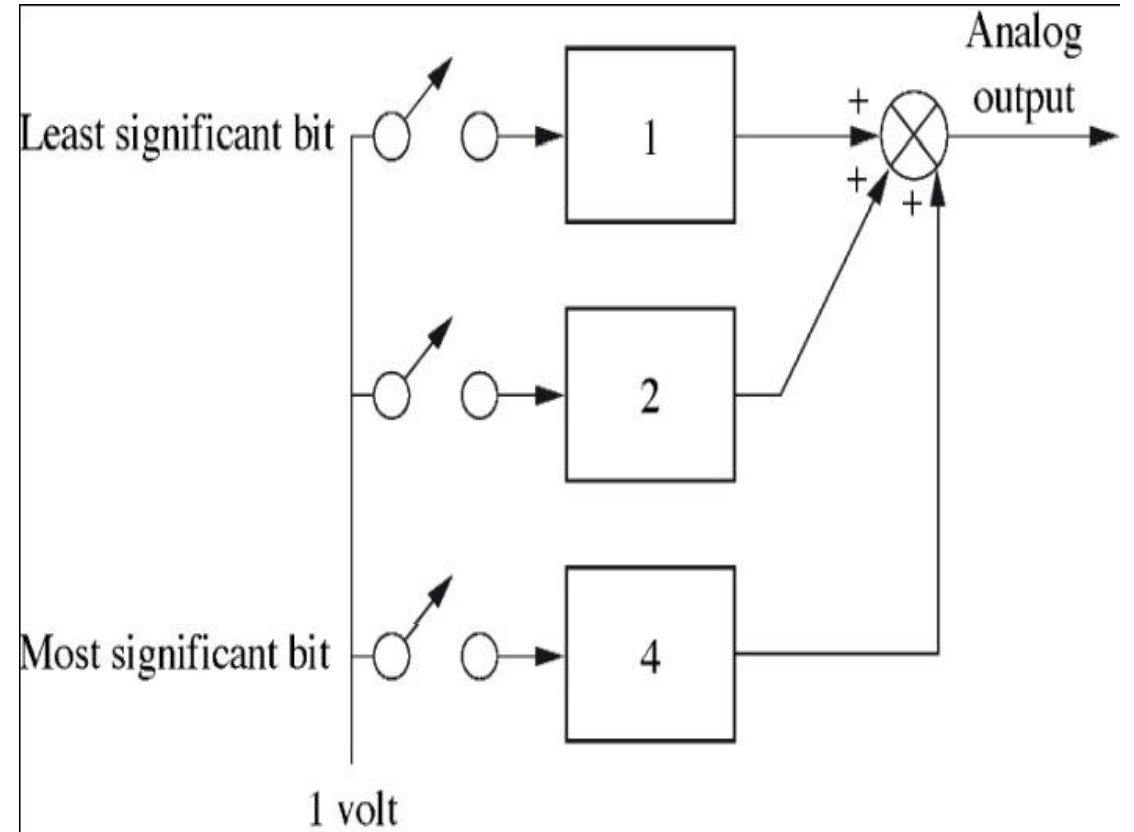 Analog
output
Least significant bit
1
+
+
+
2
Most significant bit
4
1 volt